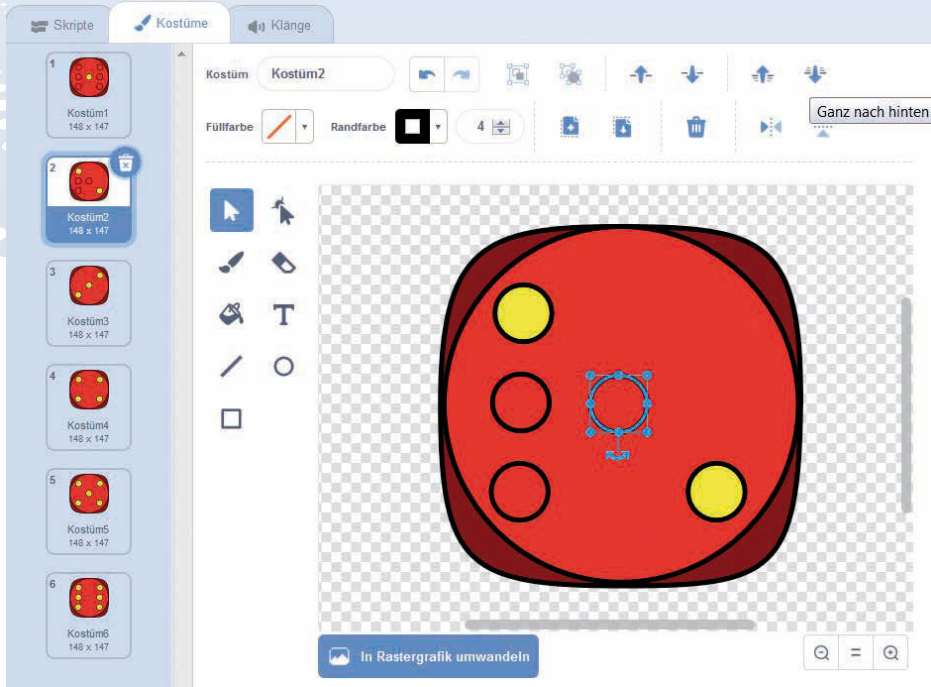 Skripte
Kostüme
Klänge
1
Kostüm1
148 x 147
2
Kostüm2
148 x 147
3
Kostüm3
148 x 147
4
Kostüm4
148 x 147
5
Kostüm5
148 x 147
6
Kostüm6
148 x 147
Kostüm Kostüm2
Ganz nach hinten
Füllfarbe Randfarbe 4
T
In Rastergrafik umwandeln
=